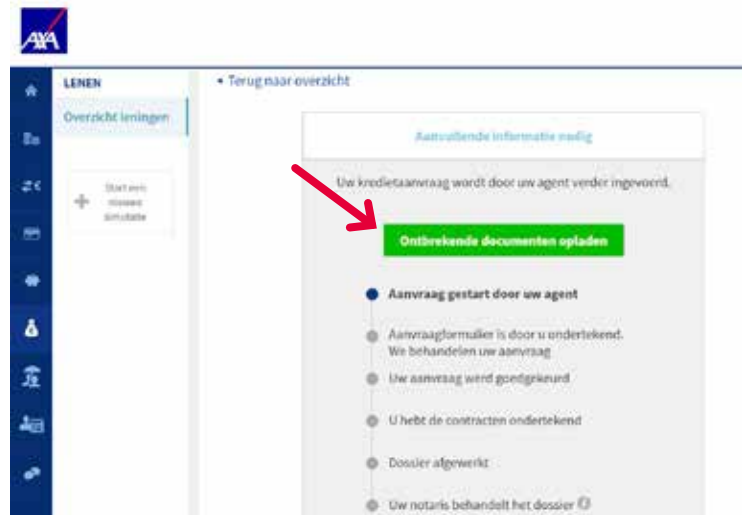 AXA
LENEN
Overzicht leningen
Start een
nieuwe
simulatie
• Terug naar overzicht
Aanvullende informatie nodig
Uw kredietaanvraag wordt door uw agent verder ingevoerd.
Ontbrekende documenten opladen
Aanvraag gestart door uw agent
Aanvraagformulier is door u ondertekend.
We behandelen uw aanvraag
Uw aanvraag werd goedgekeurd
U hebt de contracten ondertekend
Dossier afgewerkt
Uw notaris behandelt het dossier